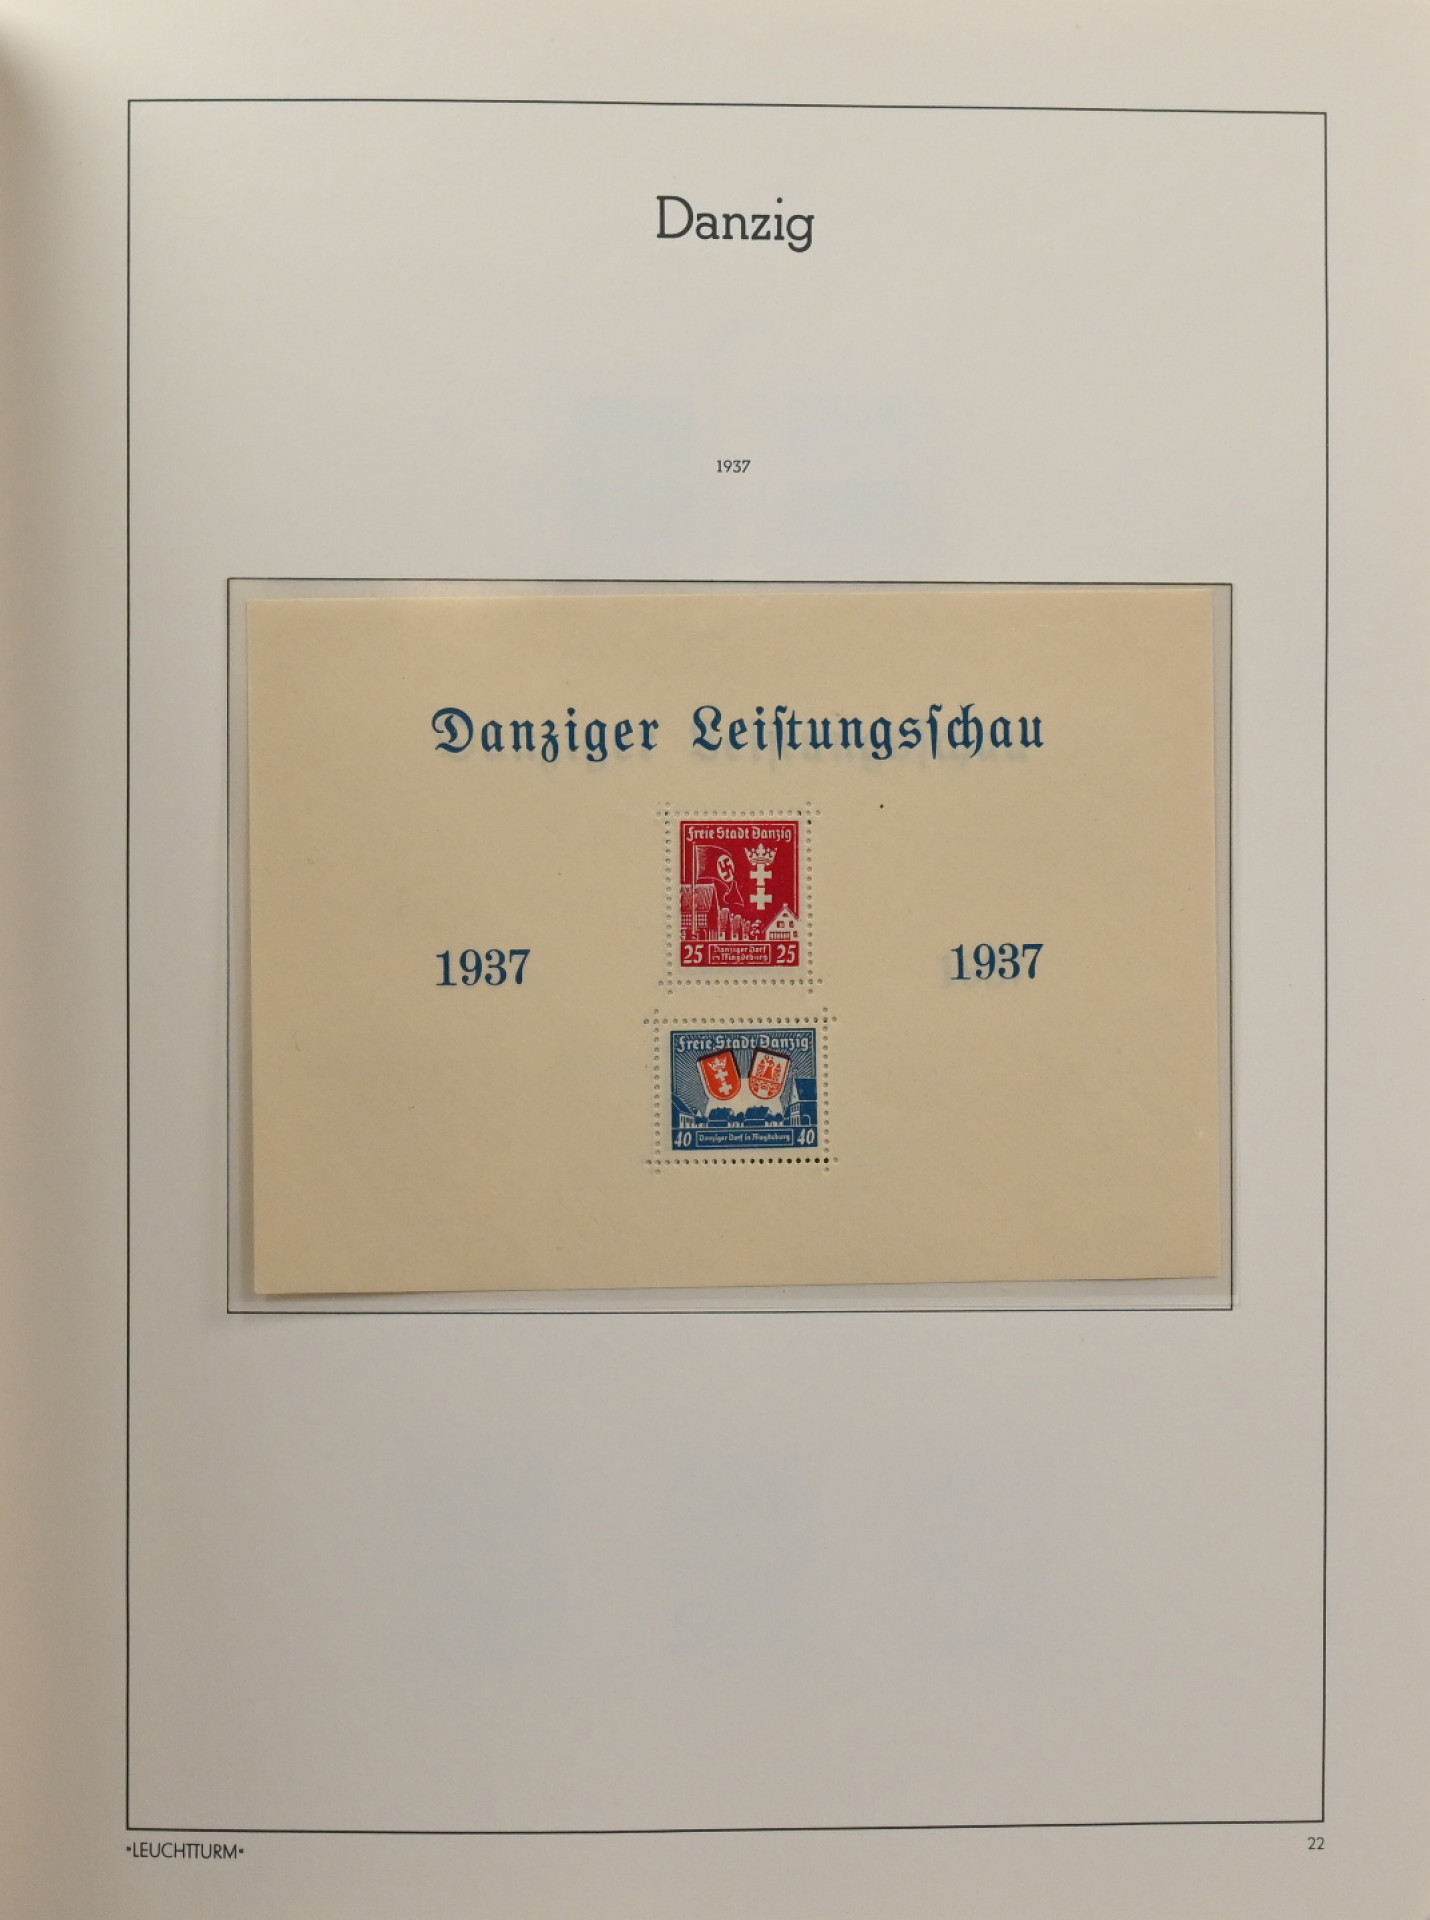 Danzig
1937
Danziger Leiſtungsſchau
Freie Stadt Danzig
1937
1937
25
Danziger Dorf
in Magdeburg
25
Freie Stadt Danzig
40
Danziger Dorf in Magdeburg
40
"LEUCHTTURM"
22